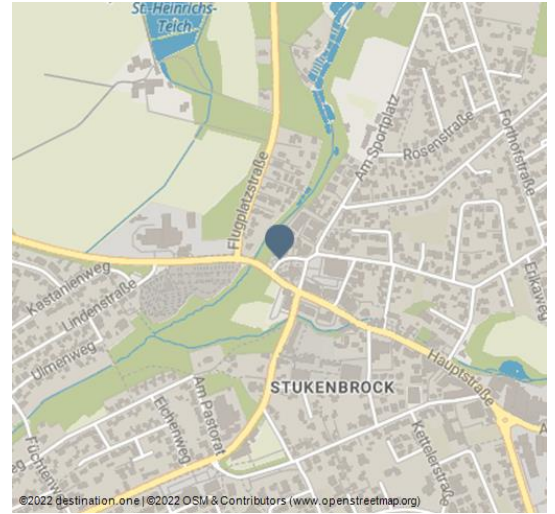 St.-Heinrichs-
Teich
Am Sportplatz
Rosenstraße
Forthofstraße
Flugplatzstraße
Kastanienweg
Lindenstraße
Erikaweg
Ulmenweg
Hauptstraße
STUKENBROCK
Am Pastorat
Eichenweg
Füchtenweg
Kettelerstraße
A
©2022 destination.one | ©2022 OSM & Contributors (www.openstreetmap.org)